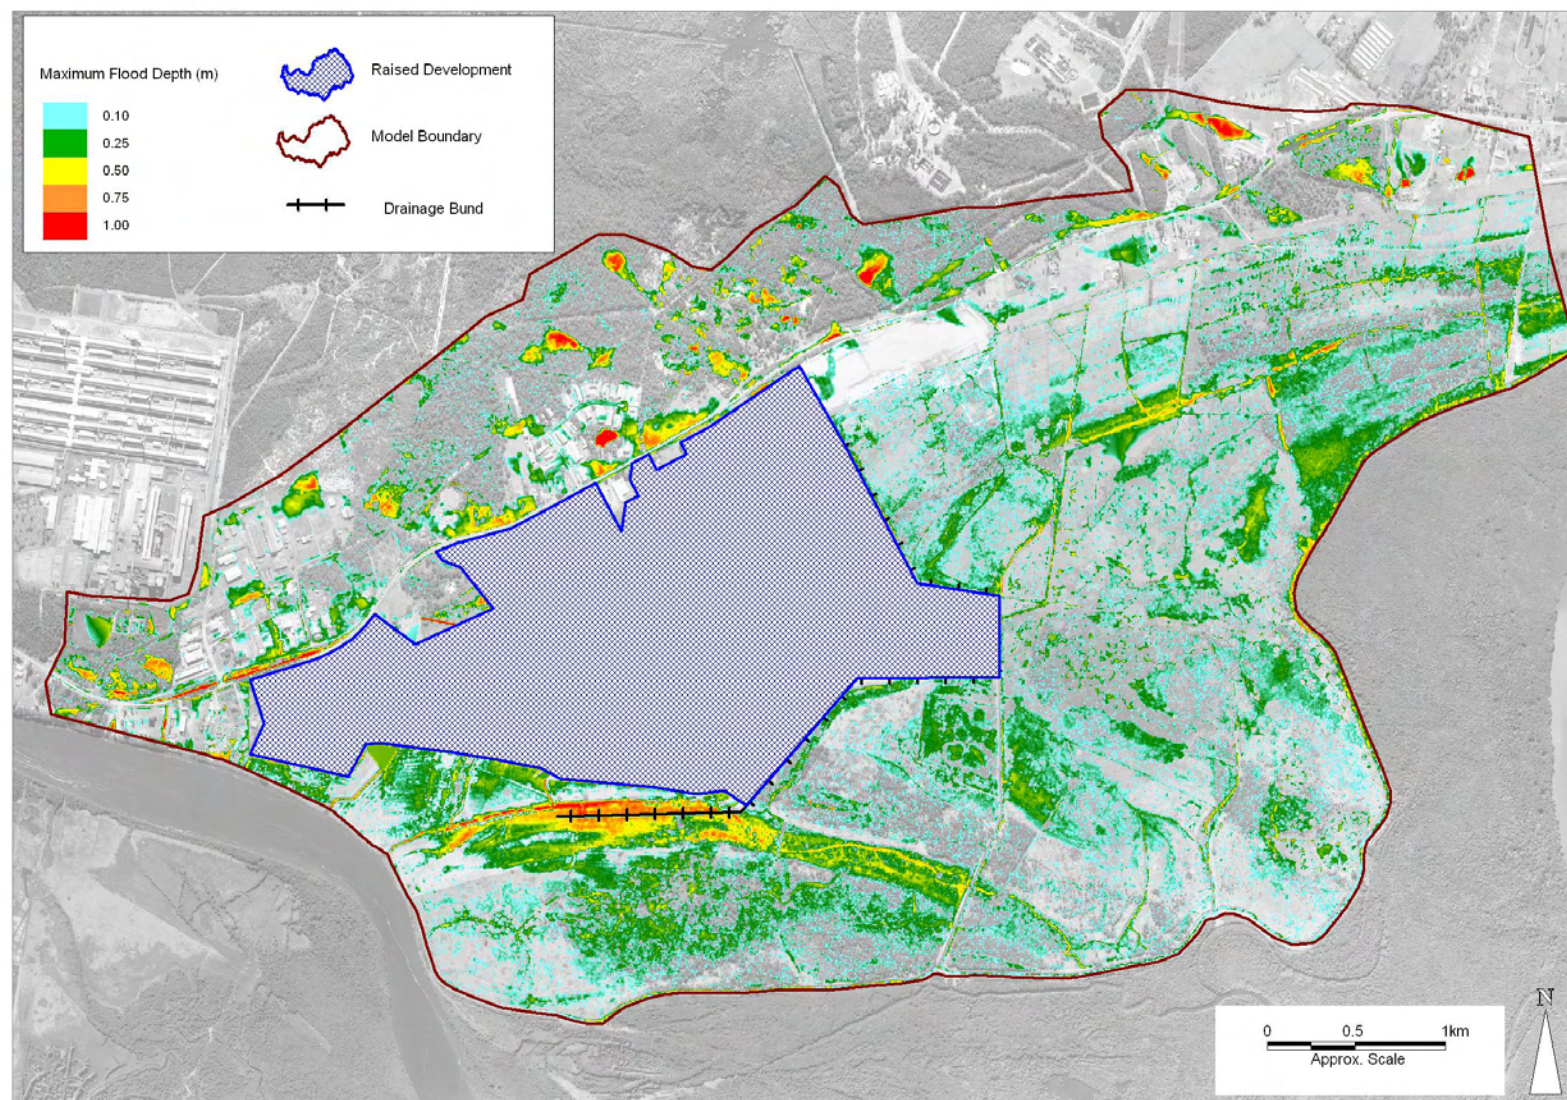 Maximum Flood Depth (m)
0.10
0.25
0.50
0.75
1.00
Raised Development
Model Boundary
Drainage Bund
N
0 0.5 1km
Approx. Scale